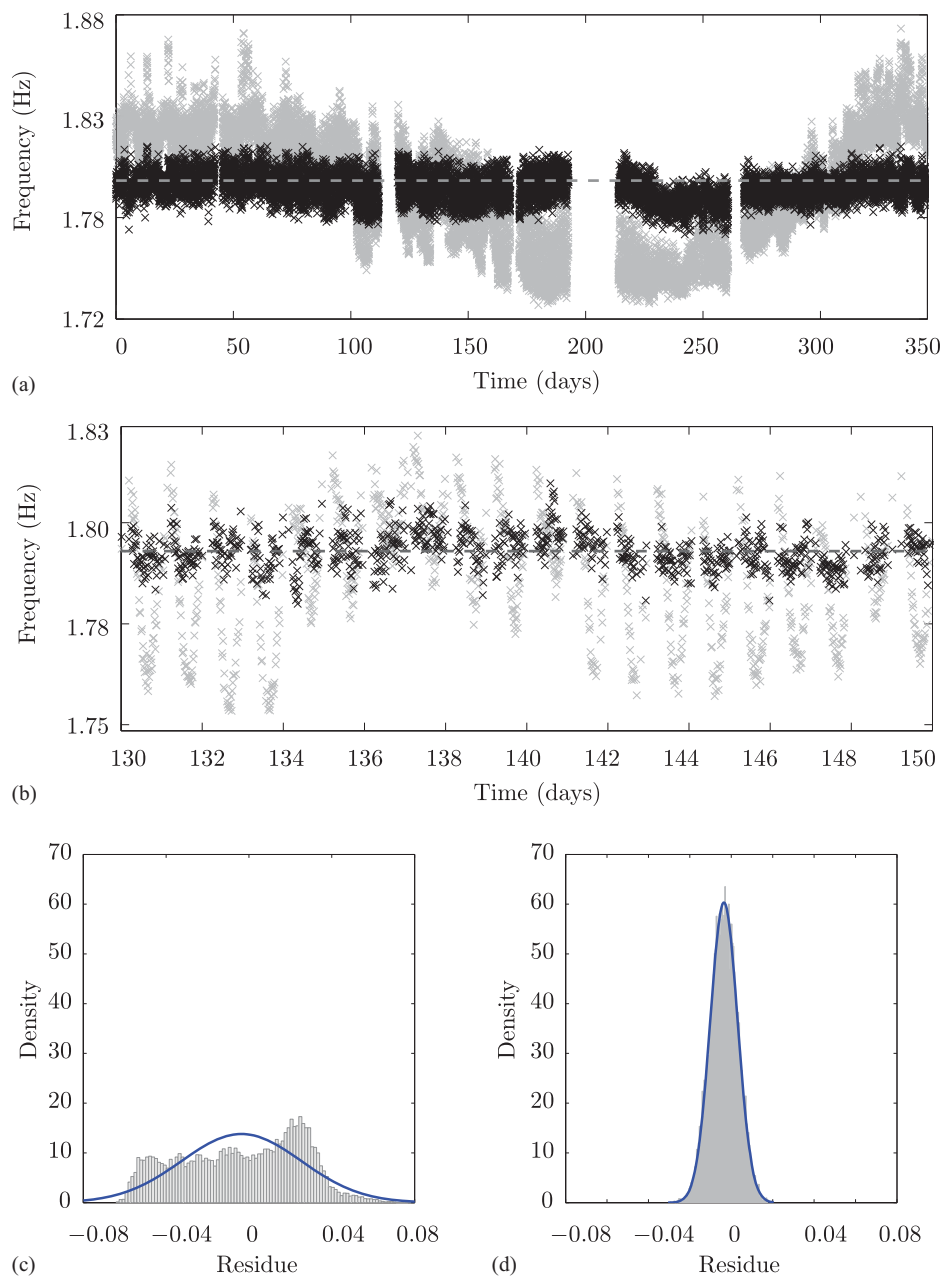 1.88
1.83
1.78
1.72
Frequency (Hz)
0 50 100 150 200 250 300 350
Time (days)
(a)
1.83
1.80
1.78
1.75
Frequency (Hz)
130 132 134 136 138 140 142 144 146 148 150
Time (days)
(b)
70
60
50
40
30
20
10
0
Density
−0.08 −0.04 0 0.04 0.08
Residue
(c)
70
60
50
40
30
20
10
0
Density
−0.08 −0.04 0 0.04 0.08
Residue
(d)